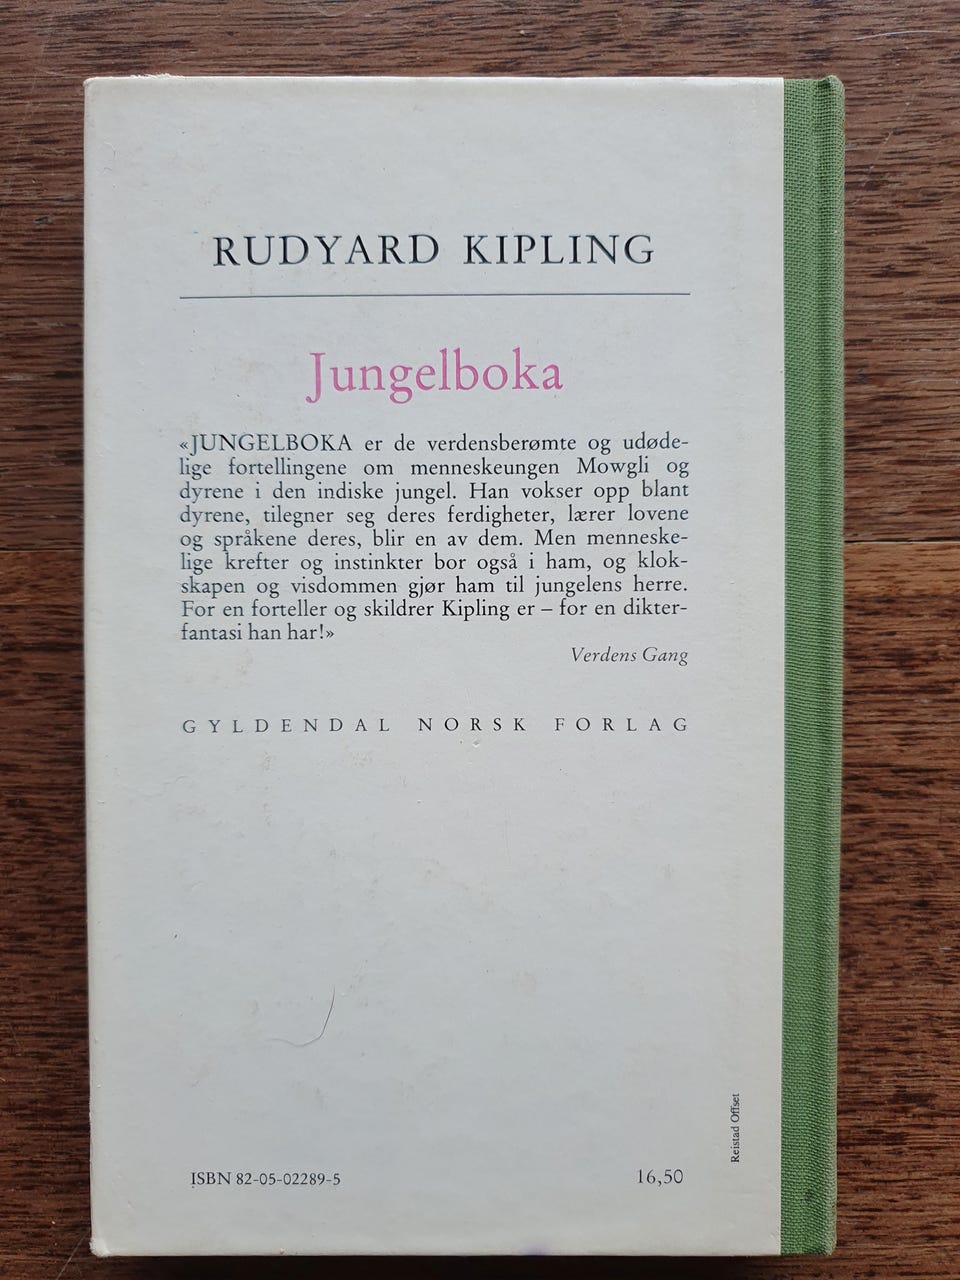 RUDYARD KIPLING
Jungelboka
«JUNGELBOKA er de verdensberømte og udøde-
lige fortellingene om menneskeungen Mowgli og
dyrene i den indiske jungel. Han vokser opp blant
dyrene, tilegner seg deres ferdigheter, lærer lovene
og språkene deres, blir en av dem. Men menneske-
lige krefter og instinkter bor også i ham, og klok-
skapen og visdommen gjør ham til jungelens herre.
For en forteller og skildrer Kipling er – for en dikter-
fantasi han har!»
Verdens Gang
GYLDENDAL NORSK FORLAG
Reistad Offset
ISBN 82-05-02289-5
16,50